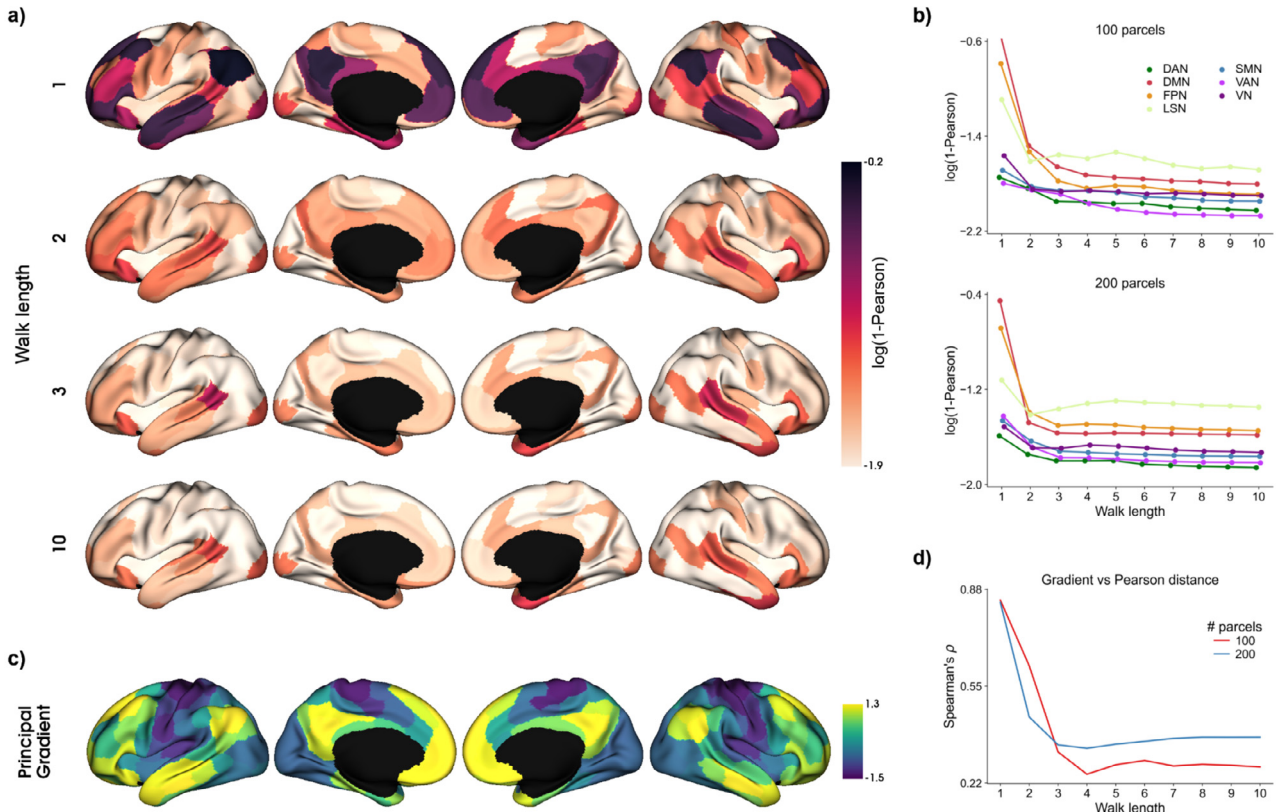 a)
1
2
3
10
Walk length
-0.2
-1.9
log(1-Pearson)
b)
100 parcels
−0.6
−1.4
−2.2
log(1-Pearson)
DAN
DMN
FPN
LSN
SMN
VAN
VN
1 2 3 4 5 6 7 8 9 10
200 parcels
−0.4
−1.2
−2.0
log(1-Pearson)
1 2 3 4 5 6 7 8 9 10
Walk length
c)
Principal
Gradient
1.3
-1.5
d)
Gradient vs Pearson distance
0.88
0.55
0.22
Spearman's ρ
# parcels
100
200
1 2 3 4 5 6 7 8 9 10
Walk length